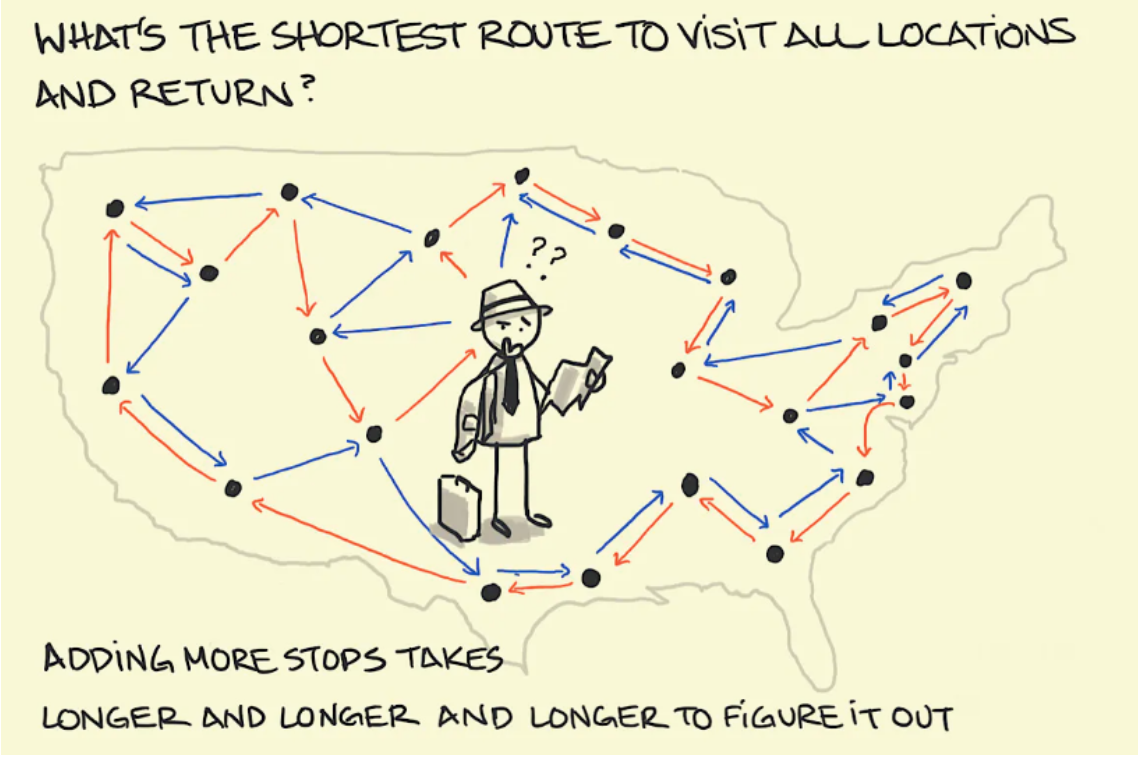 WHAT'S THE SHORTEST ROUTE TO VISIT ALL LOCATIONS
AND RETURN?
??
ADDING MORE STOPS TAKES
LONGER AND LONGER AND LONGER TO FIGURE IT OUT